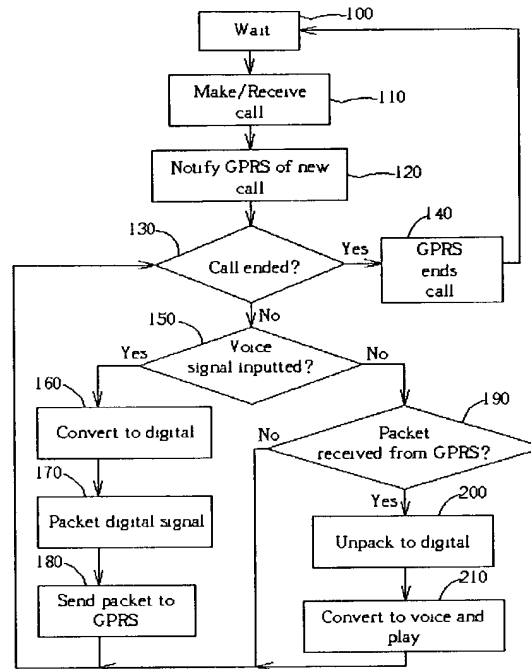 100
Wait
Make/Receive
call
110
Notify GPRS of new
call
120
130
Call ended?
Yes
140
GPRS
ends
call
No
150
Voice
signal inputted?
Yes
No
160
Convert to digital
190
Packet
received from GPRS?
No
Yes
170
Packet digital signal
200
Unpack to digital
180
Send packet to
GPRS
210
Convert to voice and
play